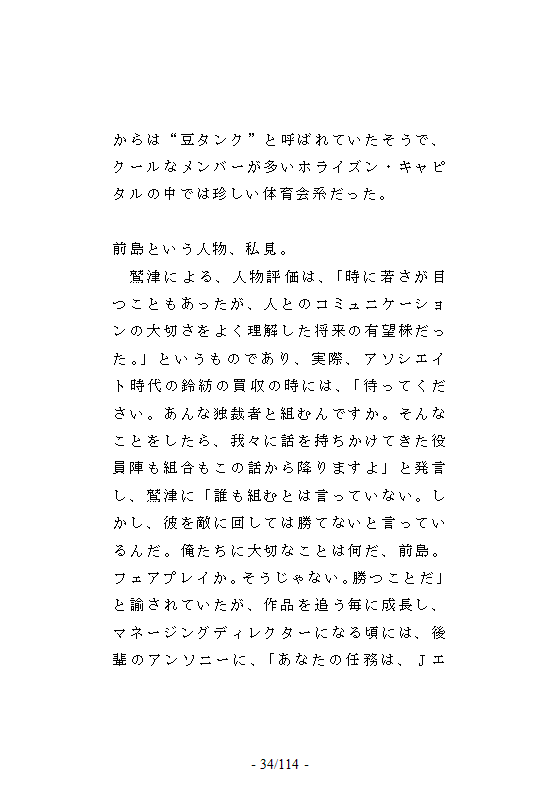 からは“豆タンク”と呼ばれていたそうで、
クールなメンバーが多いホライズン・キャピ
タルの中では珍しい体育会系だった。
前島という人物、私見。
　鷲津による、人物評価は、「時に若さが目
つこともあったが、人とのコミュニケーショ
ンの大切さをよく理解した将来の有望株だっ
た。」というものであり、実際、アソシエイ
ト時代の鈴紡の買収の時には、「待ってくだ
さい。あんな独裁者と組むんですか。そんな
ことをしたら、我々に話を持ちかけてきた役
員陣も組合もこの話から降りますよ」と発言
し、鷲津に「誰も組むとは言っていない。し
かし、彼を敵に回しては勝てないと言ってい
るんだ。俺たちに大切なことは何だ、前島。
フェアプレイか。そうじゃない。勝つことだ」
と諭されていたが、作品を追う毎に成長し、
マネージングディレクターになる頃には、後
輩のアンソニーに、「あなたの任務は、Ｊエ
- 34/114 -